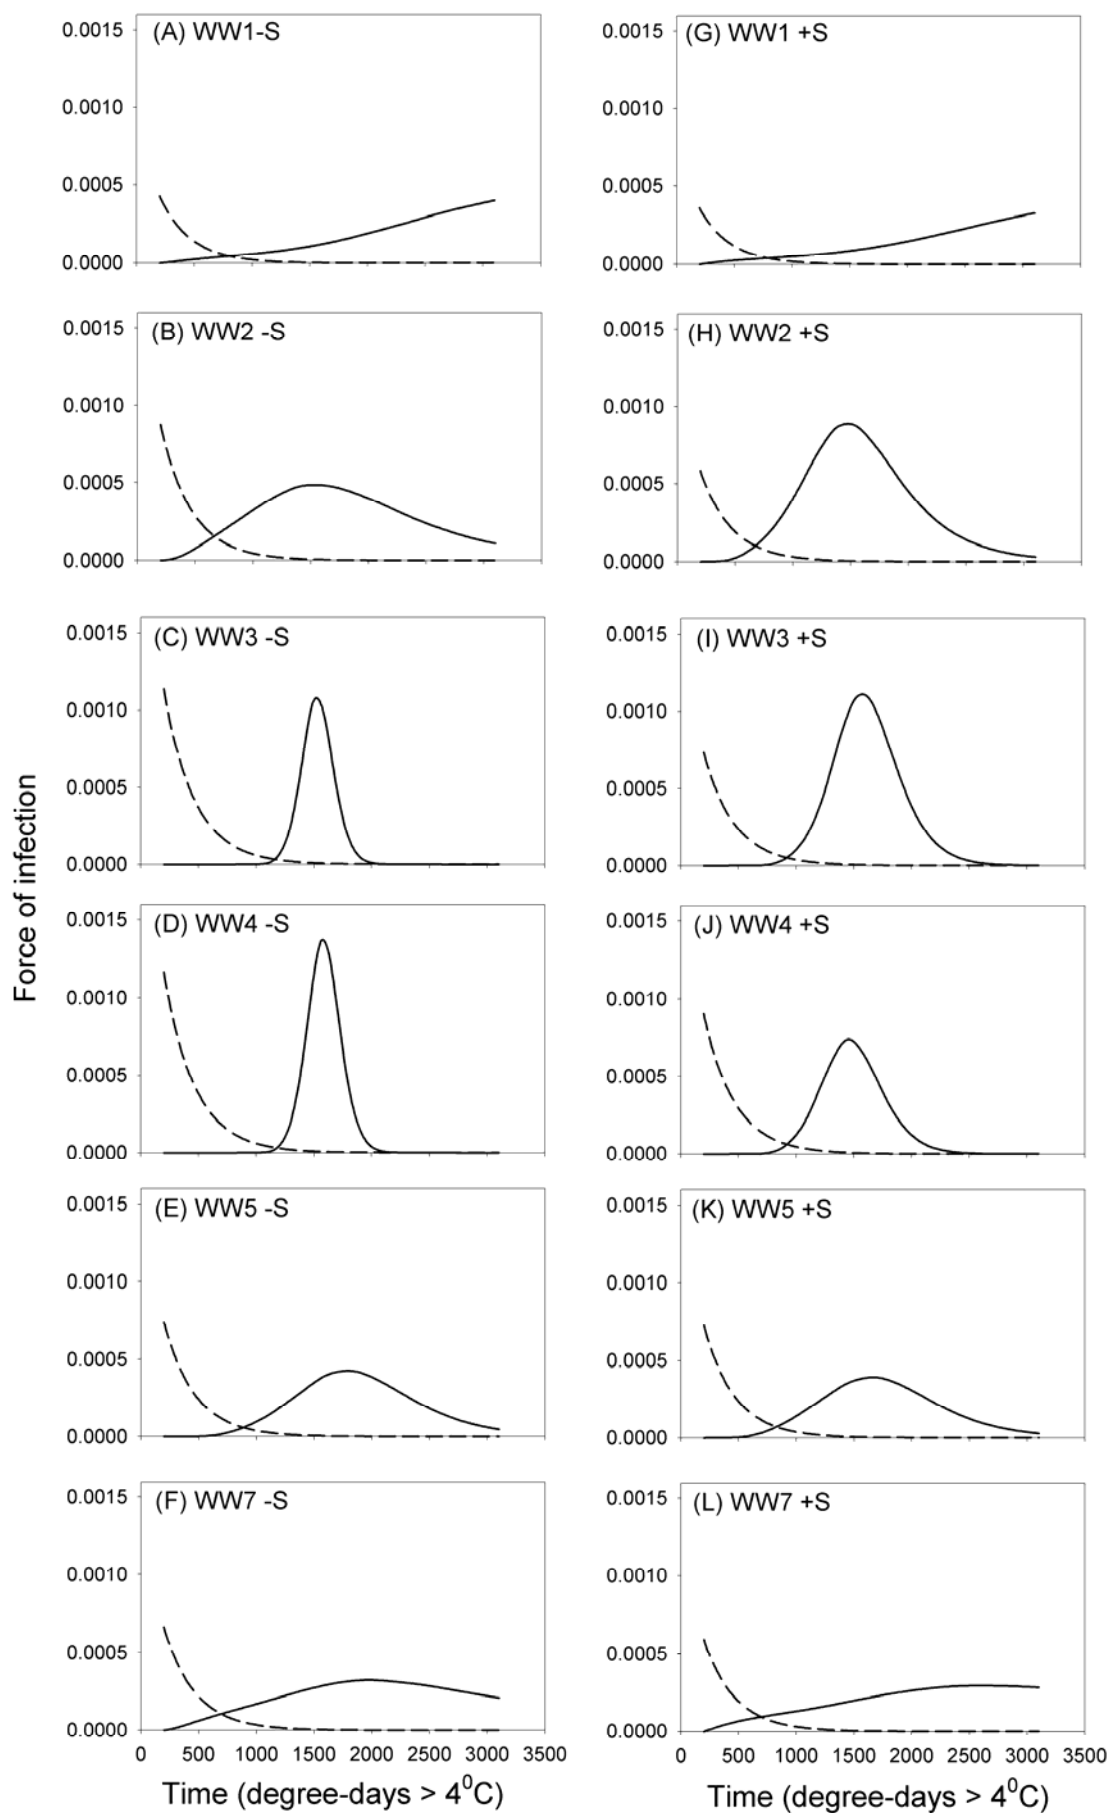 (A) WW1-S
0.0015
0.0010
0.0005
0.0000
(G) WW1 +S
0.0015
0.0010
0.0005
0.0000
(B) WW2 -S
0.0015
0.0010
0.0005
0.0000
(H) WW2 +S
0.0015
0.0010
0.0005
0.0000
(C) WW3 -S
0.0015
0.0010
0.0005
0.0000
(I) WW3 +S
0.0015
0.0010
0.0005
0.0000
Force of infection
(D) WW4 -S
0.0015
0.0010
0.0005
0.0000
(J) WW4 +S
0.0015
0.0010
0.0005
0.0000
(E) WW5 -S
0.0015
0.0010
0.0005
0.0000
(K) WW5 +S
0.0015
0.0010
0.0005
0.0000
(F) WW7 -S
0.0015
0.0010
0.0005
0.0000
0 500 1000 1500 2000 2500 3000 3500
Time (degree-days > 4⁰C)
(L) WW7 +S
0.0015
0.0010
0.0005
0.0000
0 500 1000 1500 2000 2500 3000 3500
Time (degree-days > 4⁰C)